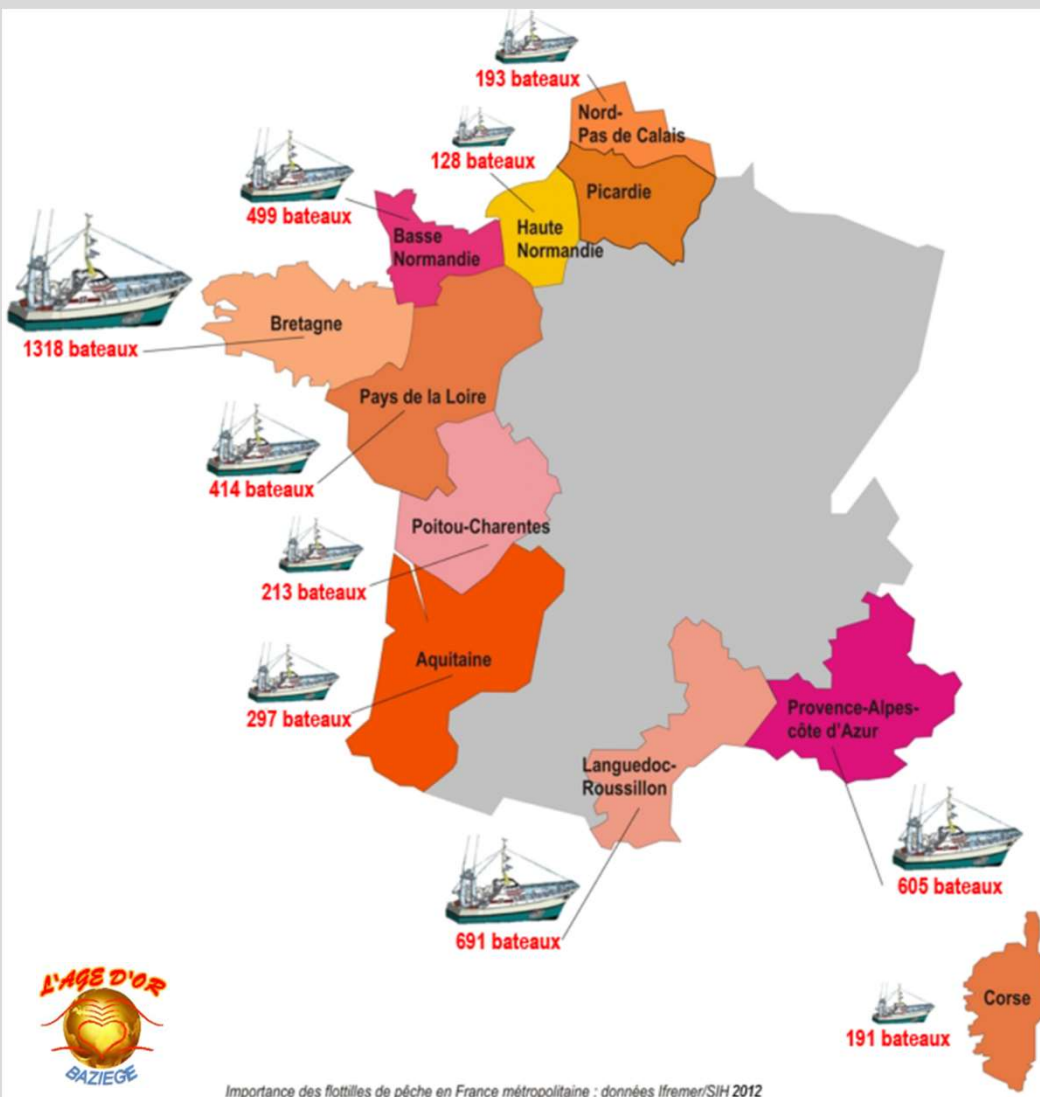 193 bateaux
Nord-
Pas de Calais
128 bateaux
Picardie
499 bateaux
Haute
Normandie
Basse
Normandie
Bretagne
1318 bateaux
Pays de la Loire
414 bateaux
Poitou-Charentes
213 bateaux
Aquitaine
297 bateaux
Provence-Alpes-
côte d'Azur
Languedoc-
Roussillon
605 bateaux
691 bateaux
Corse
191 bateaux
L'AGE D'OR
BAZIEGE
Importance des flottilles de pêche en France métropolitaine : données Ifremer/SIH 2012